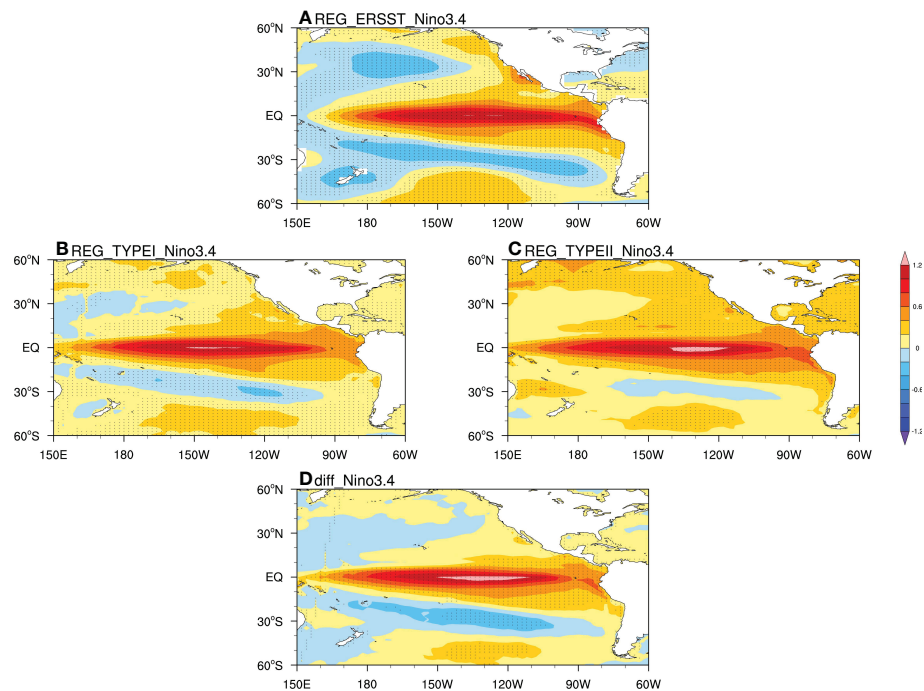 A REG_ERSST_Nino3.4
60°N
30°N
EQ
30°S
60°S
150E 180 150W 120W 90W 60W
B REG_TYPEI_Nino3.4
60°N
30°N
EQ
30°S
60°S
150E 180 150W 120W 90W 60W
C REG_TYPEII_Nino3.4
60°N
30°N
EQ
30°S
60°S
150E 180 150W 120W 90W 60W
1.2
0.6
0
-0.6
-1.2
D diff_Nino3.4
60°N
30°N
EQ
30°S
60°S
150E 180 150W 120W 90W 60W